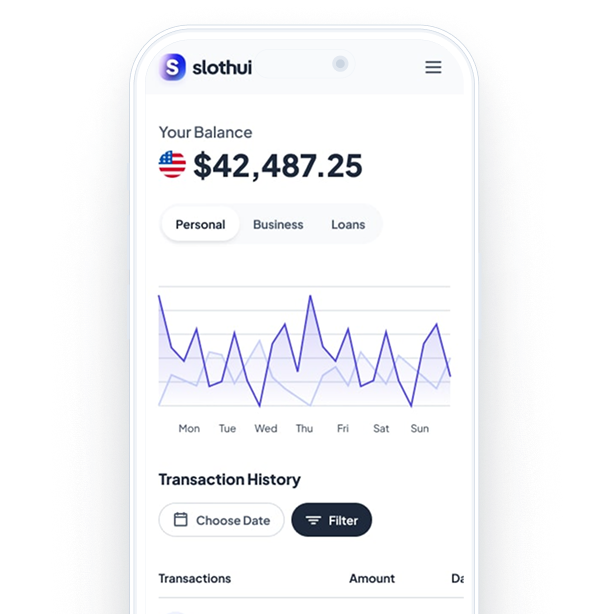 S slothui
Your Balance
$42,487.25
Personal Business Loans
Mon Tue Wed Thu Fri Sat Sun
Transaction History
Choose Date Filter
Transactions Amount Da